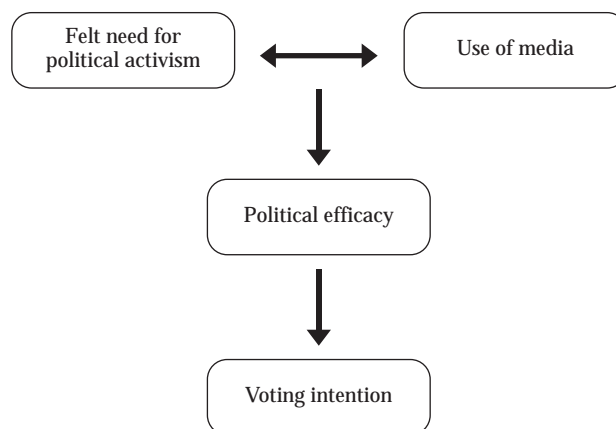 Felt need for
political activism
Use of media
Political efficacy
Voting intention